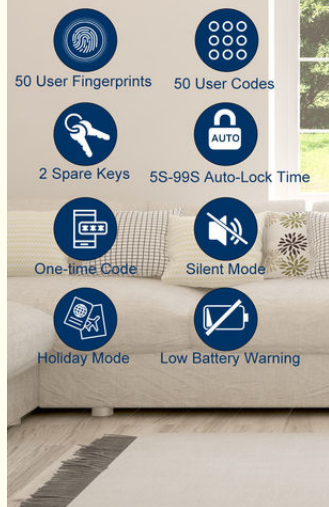 50 User Fingerprints
50 User Codes
AUTO
2 Spare Keys
5S-99S Auto-Lock Time
***
One-time Code
Silent Mode
Holiday Mode
Low Battery Warning